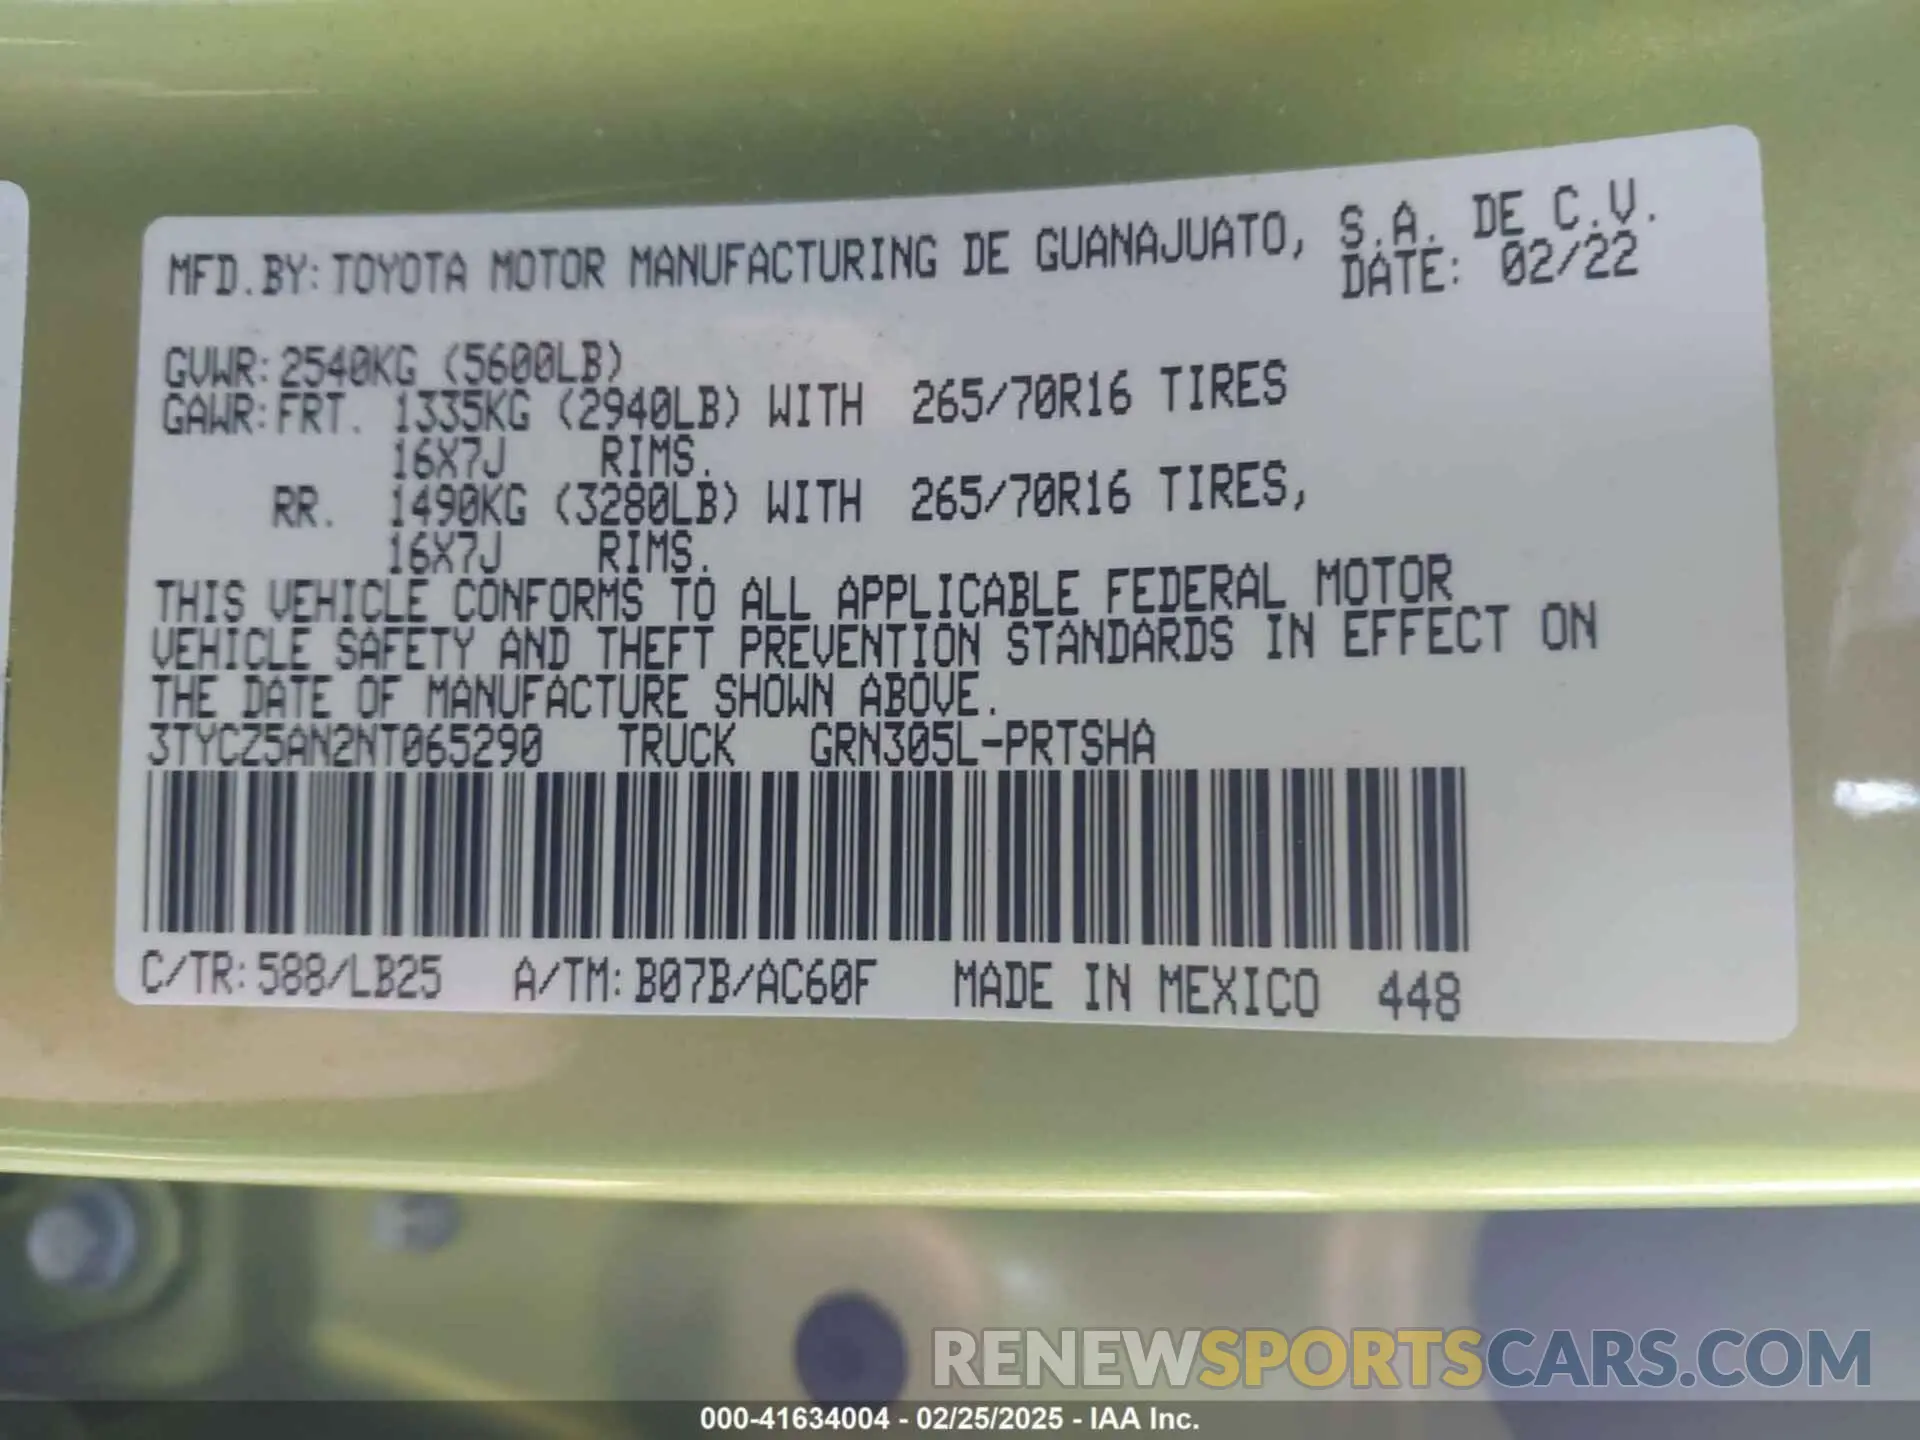 MFD.BY:TOYOTA MOTOR MANUFACTURING DE GUANAJUATO, S.A. DE C.V.
DATE: 02/22
GVWR:2540KG (5600LB)
GAWR:FRT. 1335KG (2940LB) WITH 265/70R16 TIRES
16X7J RIMS.
RR. 1490KG (3280LB) WITH 265/70R16 TIRES,
16X7J RIMS.
THIS VEHICLE CONFORMS TO ALL APPLICABLE FEDERAL MOTOR
VEHICLE SAFETY AND THEFT PREVENTION STANDARDS IN EFFECT ON
THE DATE OF MANUFACTURE SHOWN ABOVE.
3TYCZ5AN2NT065290 TRUCK GRN305L-PRTSHA
C/TR:588/LB25 A/TM:B07B/AC60F MADE IN MEXICO 448
RENEWSPORTSCARS.COM
000-41634004 - 02/25/2025 - IAA Inc.